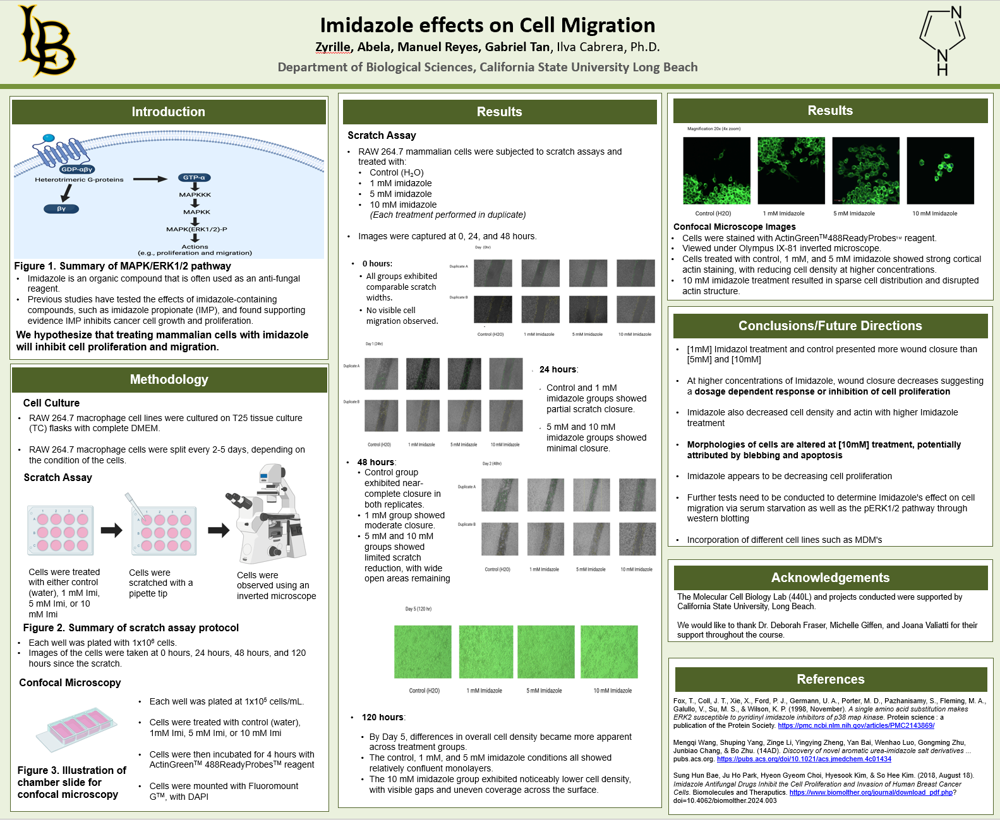 LB
Imidazole effects on Cell Migration
Zyrille, Abela, Manuel Reyes, Gabriel Tan, Ilva Cabrera, Ph.D.
Department of Biological Sciences, California State University Long Beach
N
N
H
Introduction
GDP-αβγ
Heterotrimeric G-proteins
GTP-α
βγ
MAPKKK
MAPKK
MAPK(ERK1/2)-P
Actions
(e.g., proliferation and migration)
Figure 1. Summary of MAPK/ERK1/2 pathway
• Imidazole is an organic compound that is often used as an anti-fungal
reagent.
• Previous studies have tested the effects of imidazole-containing
compounds, such as imidazole propionate (IMP), and found supporting
evidence IMP inhibits cancer cell growth and proliferation.
We hypothesize that treating mammalian cells with imidazole
will inhibit cell proliferation and migration.
Methodology
Cell Culture
• RAW 264.7 macrophage cell lines were cultured on T25 tissue culture
(TC) flasks with complete DMEM.
• RAW 264.7 macrophage cells were split every 2-5 days, depending on
the condition of the cells.
Scratch Assay
1 2 3 4
A
B
C
1 2 3 4
A
B
C
Cells were treated
with either control
(water), 1 mM Imi,
5 mM Imi, or 10
mM Imi
Cells were
scratched with a
pipette tip
Cells were
observed using an
inverted microscope
Figure 2. Summary of scratch assay protocol
• Each well was plated with 1x10⁶ cells.
• Images of the cells were taken at 0 hours, 24 hours, 48 hours, and 120
hours since the scratch.
Confocal Microscopy
Figure 3. Illustration of
chamber slide for
confocal microscopy
• Each well was plated at 1x10⁵ cells/mL.
• Cells were treated with control (water),
1mM Imi, 5 mM Imi, or 10 mM Imi
• Cells were then incubated for 4 hours with
ActinGreen™ 488ReadyProbes™ reagent
• Cells were mounted with Fluoromount
G™, with DAPI
Results
Scratch Assay
• RAW 264.7 mammalian cells were subjected to scratch assays and
treated with:
• Control (H₂O)
• 1 mM imidazole
• 5 mM imidazole
• 10 mM imidazole
(Each treatment performed in duplicate)
• Images were captured at 0, 24, and 48 hours.
Day (0hr)
• 0 hours:
• All groups exhibited
comparable scratch
widths.
• No visible cell
migration observed.
Duplicate A
Duplicate B
Control (H2O) 1 mM Imidazole 5 mM Imidazole 10 mM Imidazole
Day 1 (24hr)
Duplicate A
Duplicate B
Control (H2O) 1 mM Imidazole 5 mM Imidazole 10 mM Imidazole
24 hours:
Control and 1 mM
imidazole groups showed
partial scratch closure.
5 mM and 10 mM
imidazole groups showed
minimal closure.
• 48 hours:
• Control group
exhibited near-
complete closure in
both replicates.
• 1 mM group showed
moderate closure.
• 5 mM and 10 mM
groups showed
limited scratch
reduction, with wide
open areas remaining
Day 2 (48hr)
Duplicate A
Duplicate B
Control (H2O) 1 mM Imidazole 5 mM Imidazole 10 mM Imidazole
Day 5 (120 hr)
Control (H2O) 1 mM Imidazole 5 mM Imidazole 10 mM Imidazole
• 120 hours:
• By Day 5, differences in overall cell density became more apparent
across treatment groups.
• The control, 1 mM, and 5 mM imidazole conditions all showed
relatively confluent monolayers.
• The 10 mM imidazole group exhibited noticeably lower cell density,
with visible gaps and uneven coverage across the surface.
Results
Magnification 20x (4x zoom)
Control (H2O) 1 mM Imidazole 5 mM Imidazole 10 mM Imidazole
Confocal Microscope Images
• Cells were stained with ActinGreen™488ReadyProbes™ reagent.
• Viewed under Olympus IX-81 inverted microscope.
• Cells treated with control, 1 mM, and 5 mM imidazole showed strong cortical
actin staining, with reducing cell density at higher concentrations.
• 10 mM imidazole treatment resulted in sparse cell distribution and disrupted
actin structure.
Conclusions/Future Directions
• [1mM] Imidazol treatment and control presented more wound closure than
[5mM] and [10mM]
• At higher concentrations of Imidazole, wound closure decreases suggesting
a dosage dependent response or inhibition of cell proliferation
• Imidazole also decreased cell density and actin with higher Imidazole
treatment
• Morphologies of cells are altered at [10mM] treatment, potentially
attributed by blebbing and apoptosis
• Imidazole appears to be decreasing cell proliferation
• Further tests need to be conducted to determine Imidazole's effect on cell
migration via serum starvation as well as the pERK1/2 pathway through
western blotting
• Incorporation of different cell lines such as MDM's
Acknowledgements
The Molecular Cell Biology Lab (440L) and projects conducted were supported by
California State University, Long Beach.
We would like to thank Dr. Deborah Fraser, Michelle Giffen, and Joana Valiatti for their
support throughout the course.
References
Fox, T., Coll, J. T., Xie, X., Ford, P. J., Germann, U. A., Porter, M. D., Pazhanisamy, S., Fleming, M. A.,
Galullo, V., Su, M. S., & Wilson, K. P. (1998, November). A single amino acid substitution makes
ERK2 susceptible to pyridinyl imidazole inhibitors of p38 map kinase. Protein science : a
publication of the Protein Society. https://pmc.ncbi.nlm.nih.gov/articles/PMC2143869/
Mengqi Wang, Shuping Yang, Zinge Li, Yingying Zheng, Yan Bai, Wenhao Luo, Gongming Zhu,
Junbiao Chang, & Bo Zhu. (14AD). Discovery of novel aromatic urea-imidazole salt derivatives ...
pubs.acs.org. https://pubs.acs.org/doi/10.1021/acs.jmedchem.4c01434
Sung Hun Bae, Ju Ho Park, Hyeon Gyeom Choi, Hyesook Kim, & So Hee Kim. (2018, August 18).
Imidazole Antifungal Drugs Inhibit the Cell Proliferation and Invasion of Human Breast Cancer
Cells. Biomolecules and Theraputics. https://www.biomolther.org/journal/download_pdf.php?
doi=10.4062/biomolther.2024.003